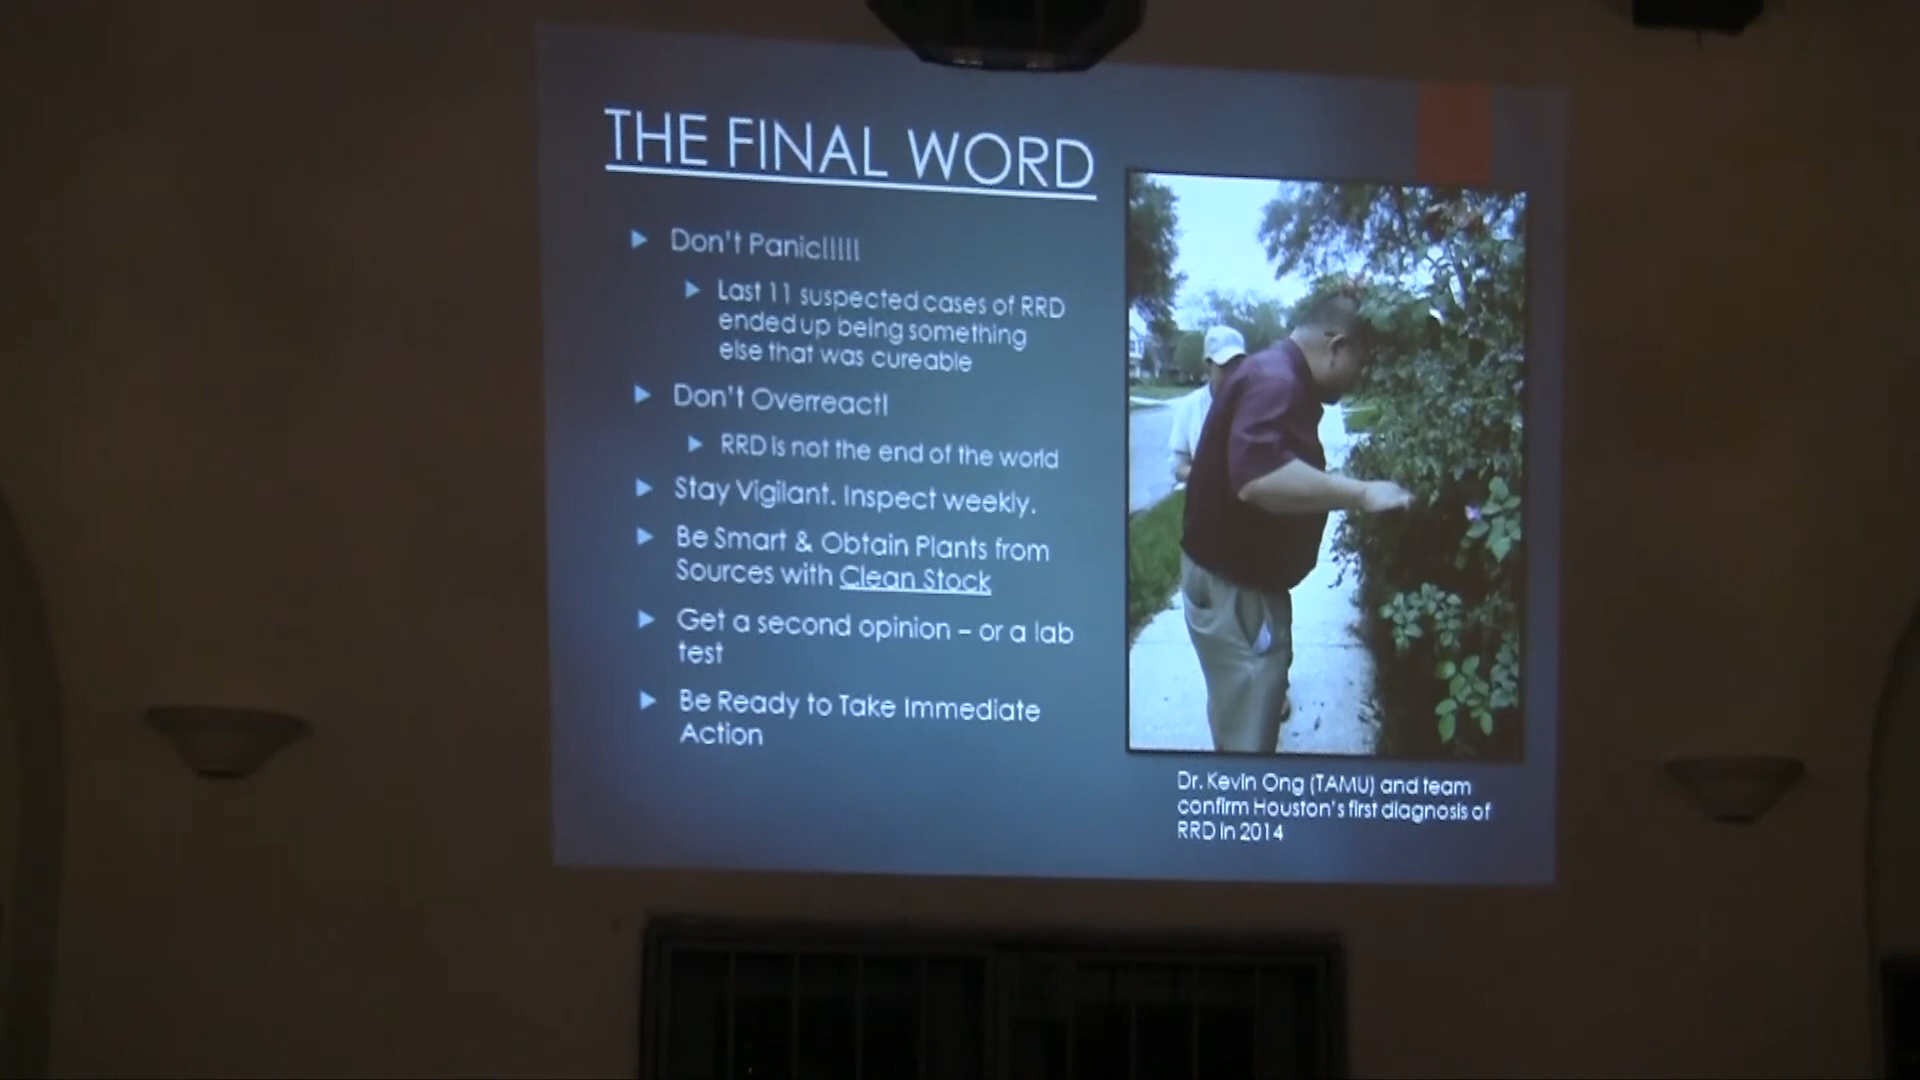 THE FINAL WORD
Don't Panic!!!!!
Last 11 suspected cases of RRD
ended up being something
else that was cureable
Don't Overreact!
RRD is not the end of the world
Stay Vigilant. Inspect weekly.
Be Smart & Obtain Plants from
Sources with Clean Stock
Get a second opinion – or a lab
test
Be Ready to Take Immediate
Action
Dr. Kevin Ong (TAMU) and team
confirm Houston's first diagnosis of
RRD in 2014